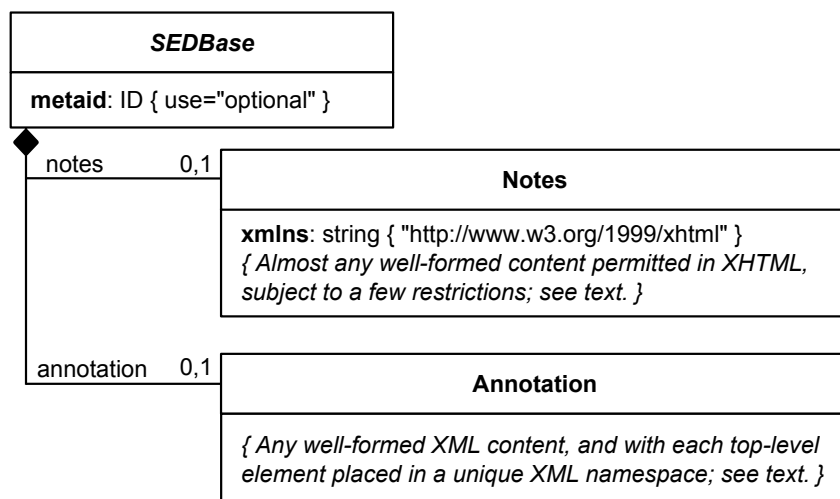 SEDBase
metaid: ID { use="optional" }
notes 0,1
Notes
xmlns: string { "http://www.w3.org/1999/xhtml" }
{ Almost any well-formed content permitted in XHTML,
subject to a few restrictions; see text. }
annotation 0,1
Annotation
{ Any well-formed XML content, and with each top-level
element placed in a unique XML namespace; see text. }